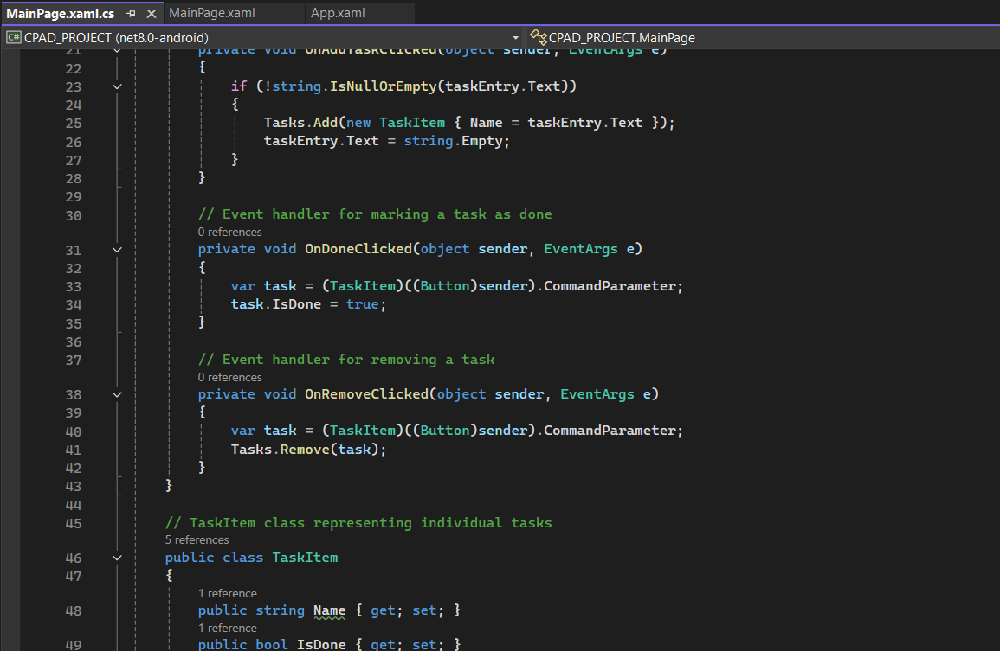 MainPage.xaml.cs MainPage.xaml App.xaml
C# CPAD_PROJECT (net8.0-android) CPAD_PROJECT.MainPage
21 private void OnAddTaskClicked(object sender, EventArgs e)
22 {
23 if (!string.IsNullOrEmpty(taskEntry.Text))
24 {
25 Tasks.Add(new TaskItem { Name = taskEntry.Text });
26 taskEntry.Text = string.Empty;
27 }
28 }
29
30 // Event handler for marking a task as done
0 references
31 private void OnDoneClicked(object sender, EventArgs e)
32 {
33 var task = (TaskItem)((Button)sender).CommandParameter;
34 task.IsDone = true;
35 }
36
37 // Event handler for removing a task
0 references
38 private void OnRemoveClicked(object sender, EventArgs e)
39 {
40 var task = (TaskItem)((Button)sender).CommandParameter;
41 Tasks.Remove(task);
42 }
43 }
44
45 // TaskItem class representing individual tasks
5 references
46 public class TaskItem
47 {
1 reference
48 public string Name { get; set; }
1 reference
49 public bool IsDone { get; set; }